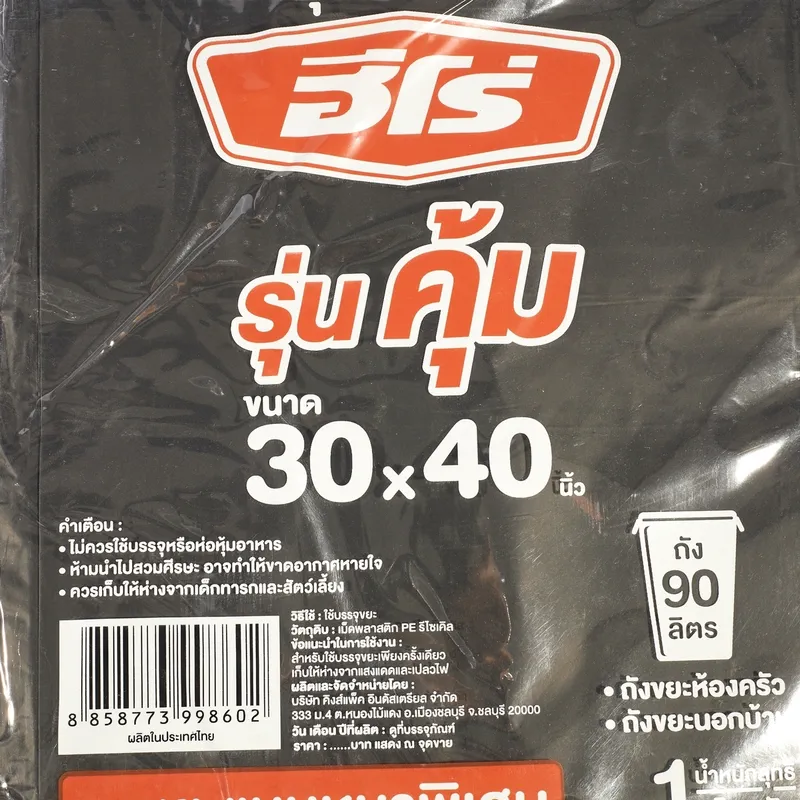 ฮีโร่
รุ่น คุ้ม
ขนาด
30 x 40 นิ้ว
คำเตือน :
• ไม่ควรใช้บรรจุหรือห่อหุ้มอาหาร
• ห้ามนำไปสวมศีรษะ อาจทำให้ขาดอากาศหายใจ
• ควรเก็บให้ห่างจากเด็กทารกและสัตว์เลี้ยง
ถัง
90
ลิตร
• ถังขยะห้องครัว
• ถังขยะนอกบ้าน
วิธีใช้ : ใช้บรรจุขยะ
วัตถุดิบ : เม็ดพลาสติก PE รีไซเคิล
ข้อแนะนำในการใช้งาน :
สำหรับใช้บรรจุขยะเพียงครั้งเดียว
เก็บให้ห่างจากแสงแดดและเปลวไฟ
ผลิตและจัดจำหน่ายโดย :
บริษัท คิงส์แพ็ค อินดัสเตรียล จำกัด
333 ม.4 ต.หนองไม้แดง อ.เมืองชลบุรี จ.ชลบุรี 20000
วัน เดือน ปีที่ผลิต : ดูที่บรรจุภัณฑ์
ราคา : ......บาท แสดง ณ จุดขาย
8 858773 998602
ผลิตในประเทศไทย
1
น้ำหนักสุทธิ